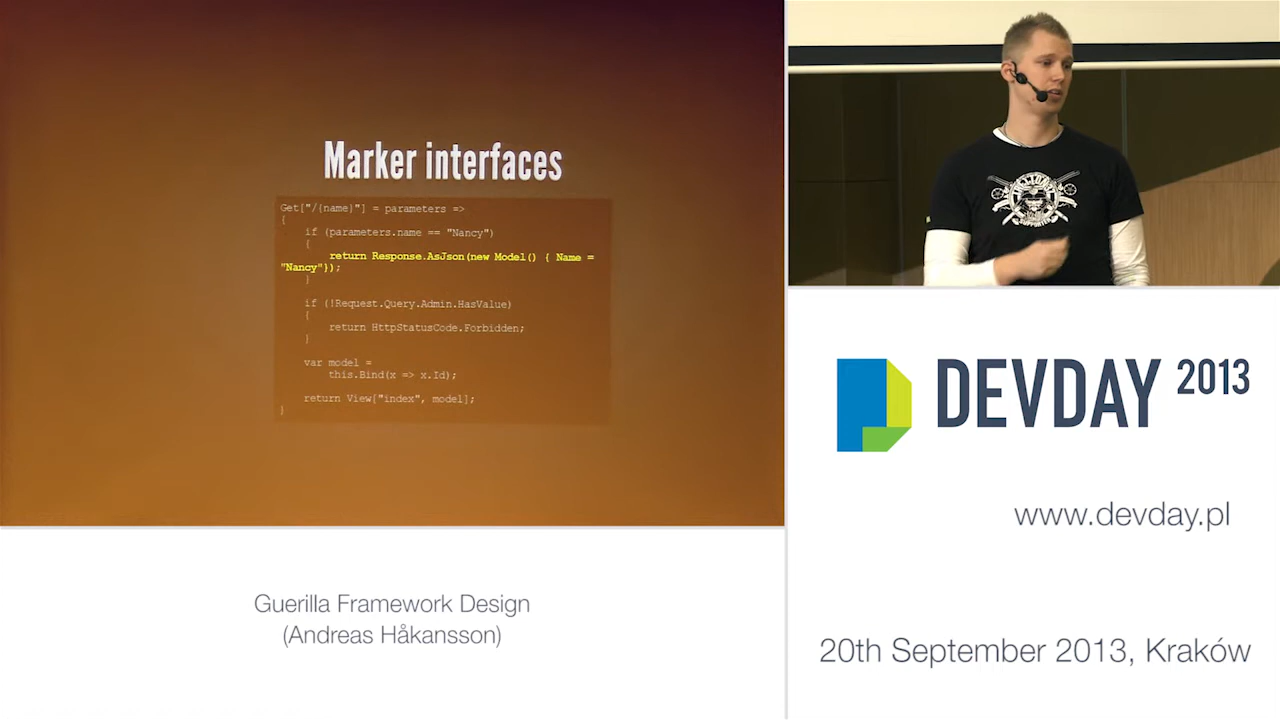 Marker interfaces
Get["/{name}"] = parameters =>
{
if (parameters.name == "Nancy")
{
return Response.AsJson(new Model() { Name =
"Nancy"});
}
if (!Request.Query.Admin.HasValue)
{
return HttpStatusCode.Forbidden;
}
var model =
this.Bind(x => x.Id);
return View["index", model];
}
Guerilla Framework Design
(Andreas Håkansson)
DEVDAY 2013
www.devday.pl
20th September 2013, Kraków